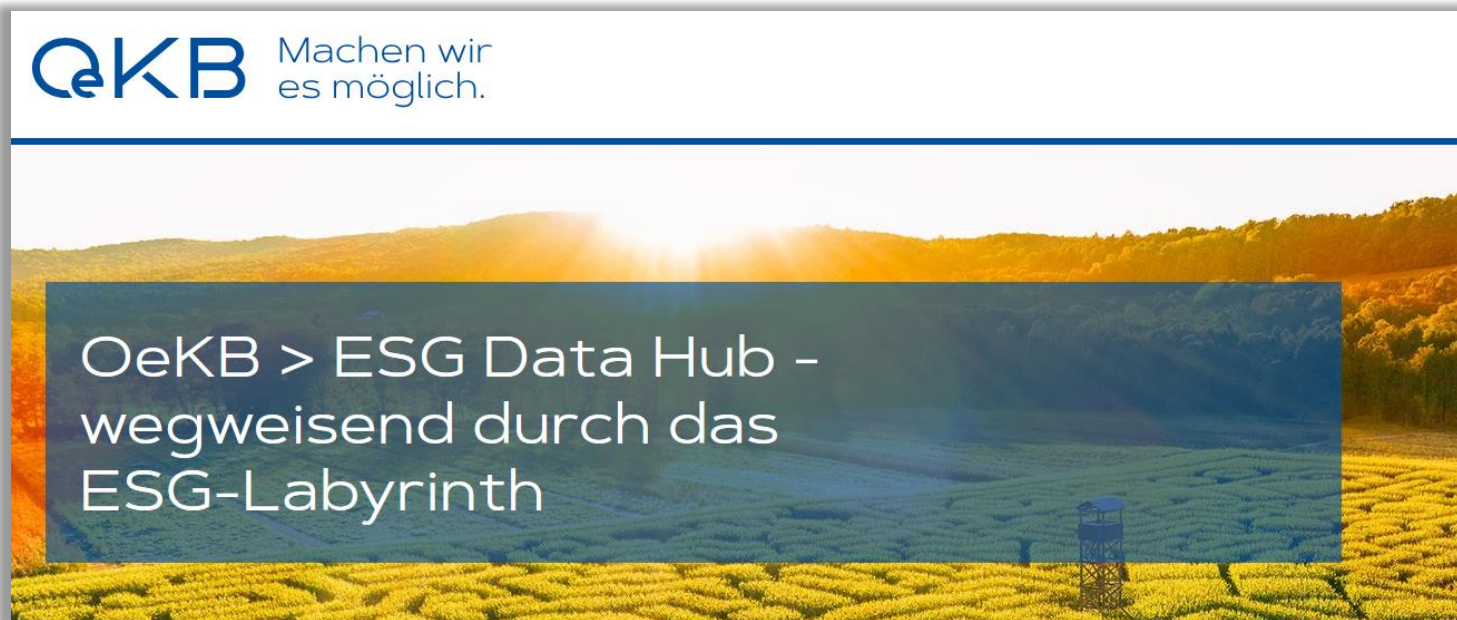 OeKB Machen wir
es möglich.
OeKB > ESG Data Hub -
wegweisend durch das
ESG-Labyrinth